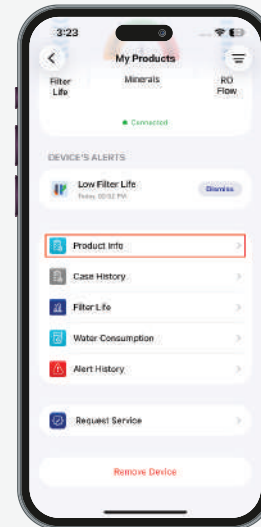 3:23
My Products
Filter Life
Minerals
RO Flow
Connected
DEVICE'S ALERTS
Low Filter Life
Dismiss
Product Info
Case History
Filter Life
Water Consumption
Alert History
Request Service
Remove Device